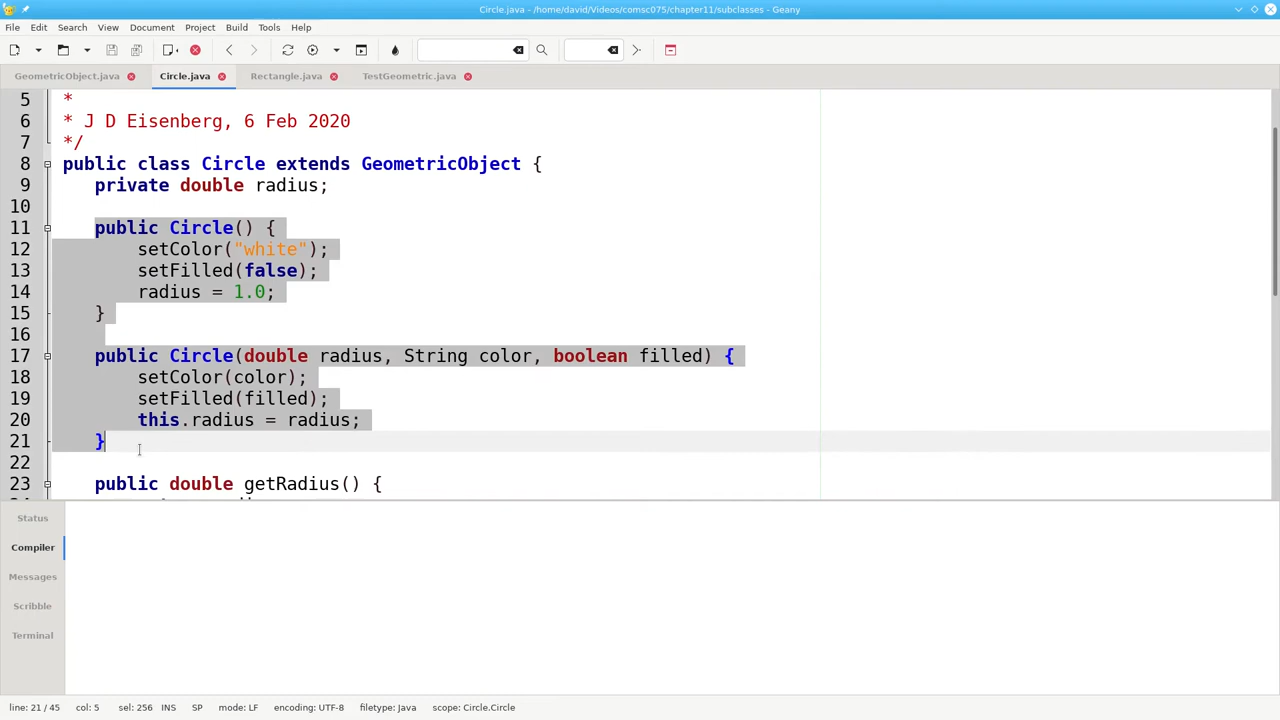 Circle.java - /home/david/Videos/comsc075/chapter11/subclasses - Geany
File Edit Search View Document Project Build Tools Help
GeometricObject.java Circle.java Rectangle.java TestGeometric.java
5 *
6 * J D Eisenberg, 6 Feb 2020
7 */
8 public class Circle extends GeometricObject {
9 private double radius;
10
11 public Circle() {
12 setColor("white");
13 setFilled(false);
14 radius = 1.0;
15 }
16
17 public Circle(double radius, String color, boolean filled) {
18 setColor(color);
19 setFilled(filled);
20 this.radius = radius;
21 }
22
23 public double getRadius() {
Status
Compiler
Messages
Scribble
Terminal
line: 21 / 45 col: 5 sel: 256 INS SP mode: LF encoding: UTF-8 filetype: Java scope: Circle.Circle